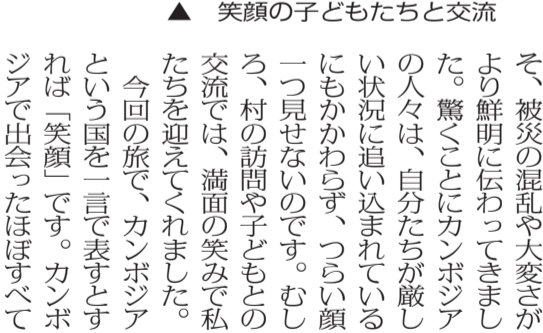 ▲　笑顔の子どもたちと交流
そ、被災の混乱や大変さが
より鮮明に伝わってきまし
た。驚くことにカンボジア
の人々は、自分たちが厳し
い状況に追い込まれている
にもかかわらず、つらい顔
一つ見せないのです。むし
ろ、村の訪問や子どもとの
交流では、満面の笑みで私
たちを迎えてくれました。
　今回の旅で、カンボジア
という国を一言で表すとす
れば「笑顔」です。カンボ
ジアで出会ったほぼすべて